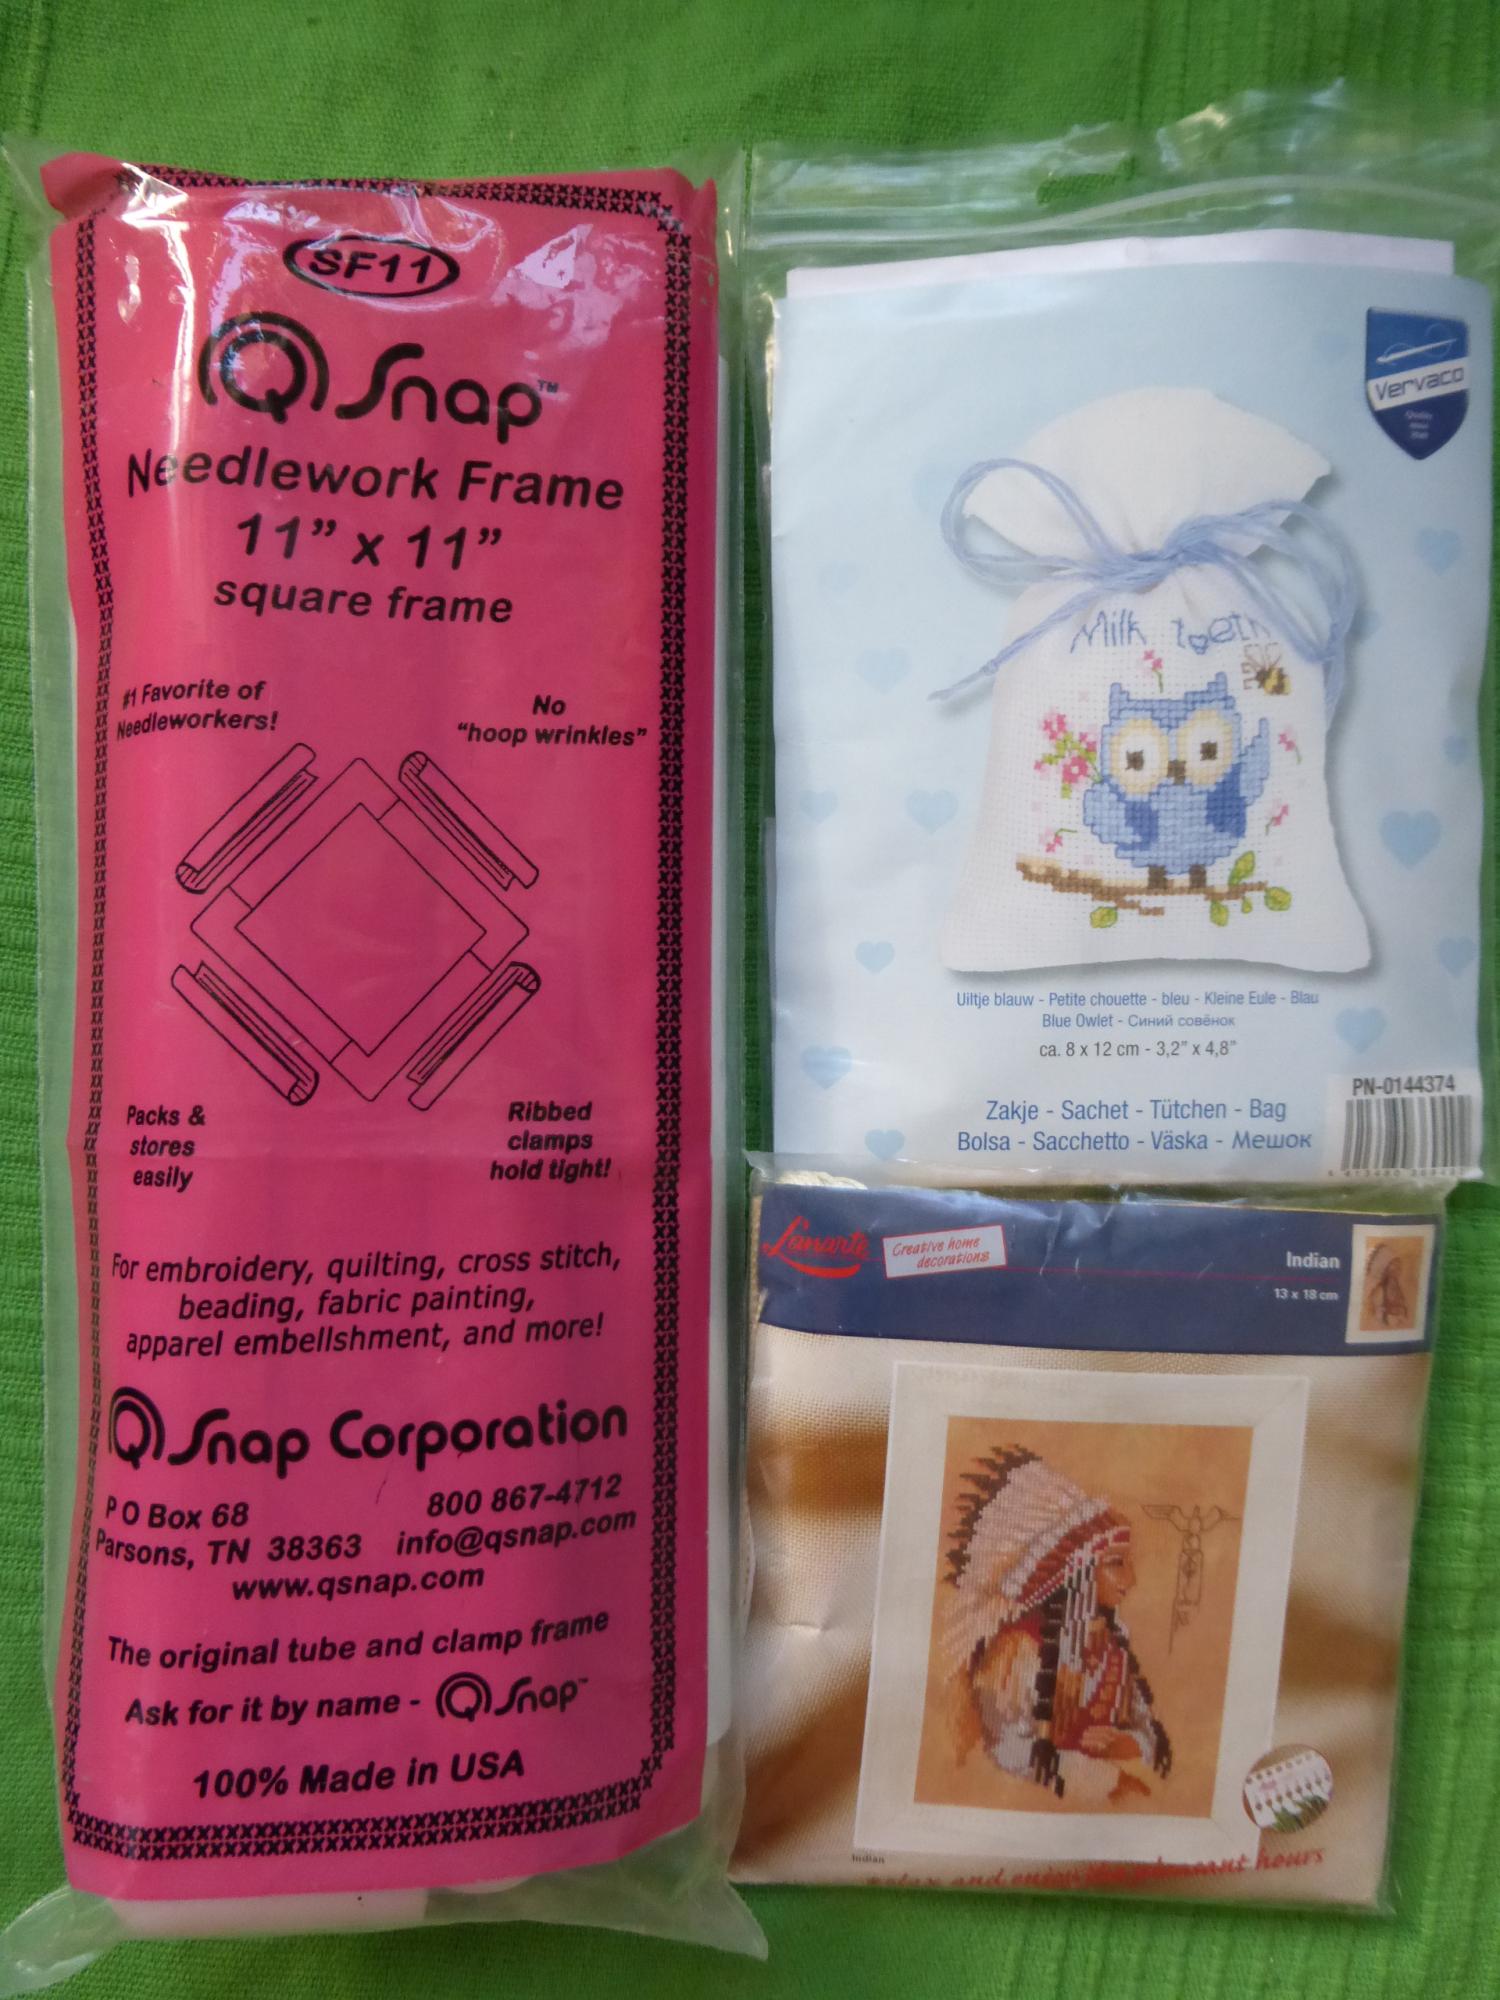 SF11
Q Snap™
Needlework Frame
11" x 11"
square frame
#1 Favorite of
Needleworkers!
No
"hoop wrinkles"
Packs &
stores
easily
Ribbed
clamps
hold tight!
For embroidery, quilting, cross stitch,
beading, fabric painting,
apparel embellshment, and more!
Q Snap Corporation
P O Box 68
Parsons, TN 38363
800 867-4712
info@qsnap.com
www.qsnap.com
The original tube and clamp frame
Ask for it by name - Q Snap™
100% Made in USA
Vervaco
Milk teeth
Uiltje blauw - Petite chouette - bleu - Kleine Eule - Blau
Blue Owlet - Синий совёнок
ca. 8 x 12 cm - 3,2" x 4,8"
Zakje - Sachet - Tütchen - Bag
Bolsa - Sacchetto - Väska - Мешок
PN-0144374
Lanarte
Creative home
decorations
Indian
13 x 18 cm
Indian
relax and enjoy the pleasant hours